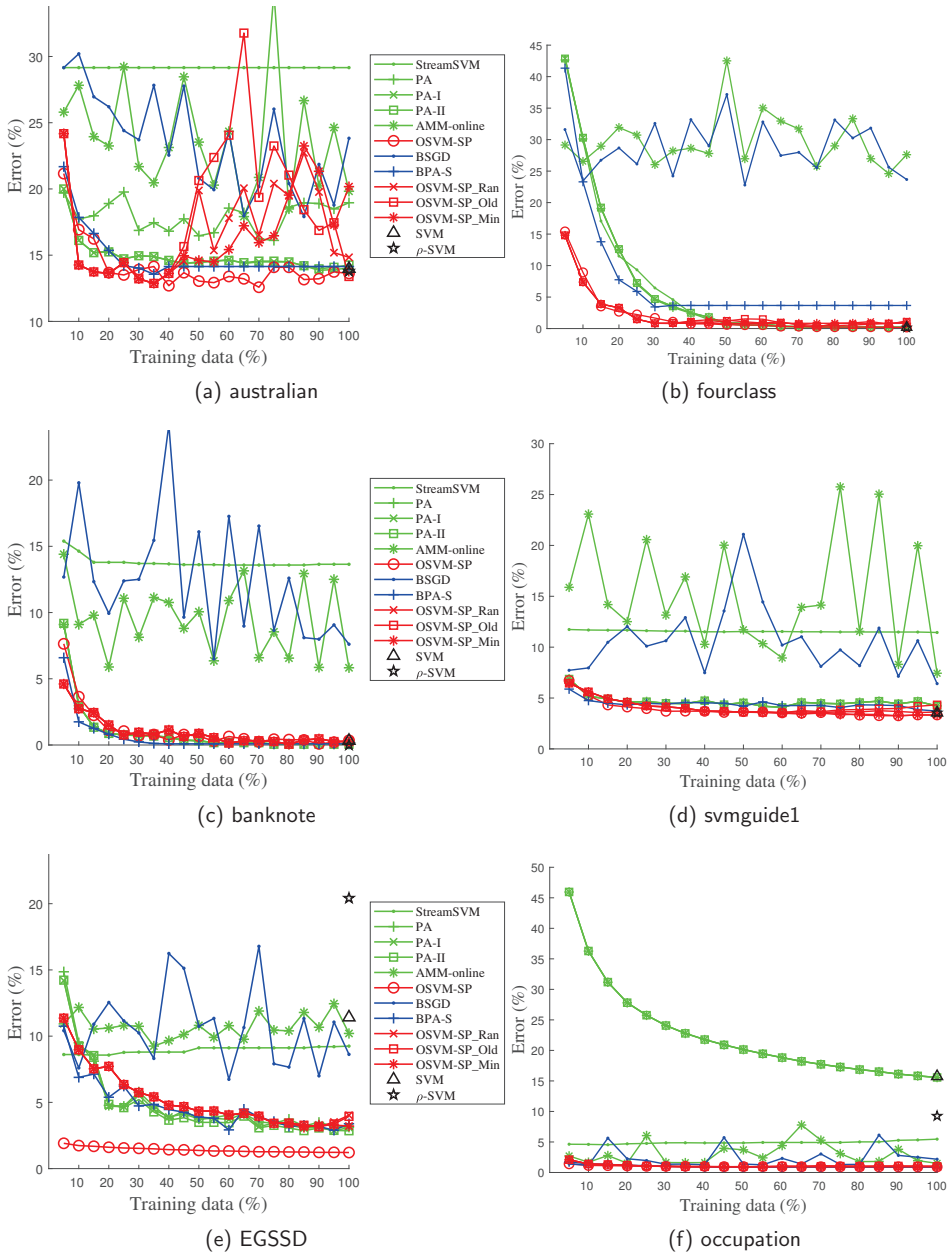 Error (%)
30
25
20
15
10
10 20 30 40 50 60 70 80 90 100
Training data (%)
(a) australian
StreamSVM
PA
PA-I
PA-II
AMM-online
OSVM-SP
BSGD
BPA-S
OSVM-SP_Ran
OSVM-SP_Old
OSVM-SP_Min
SVM
ρ-SVM
Error (%)
45
40
35
30
25
20
15
10
5
0
10 20 30 40 50 60 70 80 90 100
Training data (%)
(b) fourclass
Error (%)
20
15
10
5
0
10 20 30 40 50 60 70 80 90 100
Training data (%)
(c) banknote
StreamSVM
PA
PA-I
PA-II
AMM-online
OSVM-SP
BSGD
BPA-S
OSVM-SP_Ran
OSVM-SP_Old
OSVM-SP_Min
SVM
ρ-SVM
Error (%)
30
25
20
15
10
5
0
10 20 30 40 50 60 70 80 90 100
Training data (%)
(d) svmguide1
Error (%)
20
15
10
5
0
10 20 30 40 50 60 70 80 90 100
Training data (%)
(e) EGSSD
StreamSVM
PA
PA-I
PA-II
AMM-online
OSVM-SP
BSGD
BPA-S
OSVM-SP_Ran
OSVM-SP_Old
OSVM-SP_Min
SVM
ρ-SVM
Error (%)
50
45
40
35
30
25
20
15
10
5
0
10 20 30 40 50 60 70 80 90 100
Training data (%)
(f) occupation